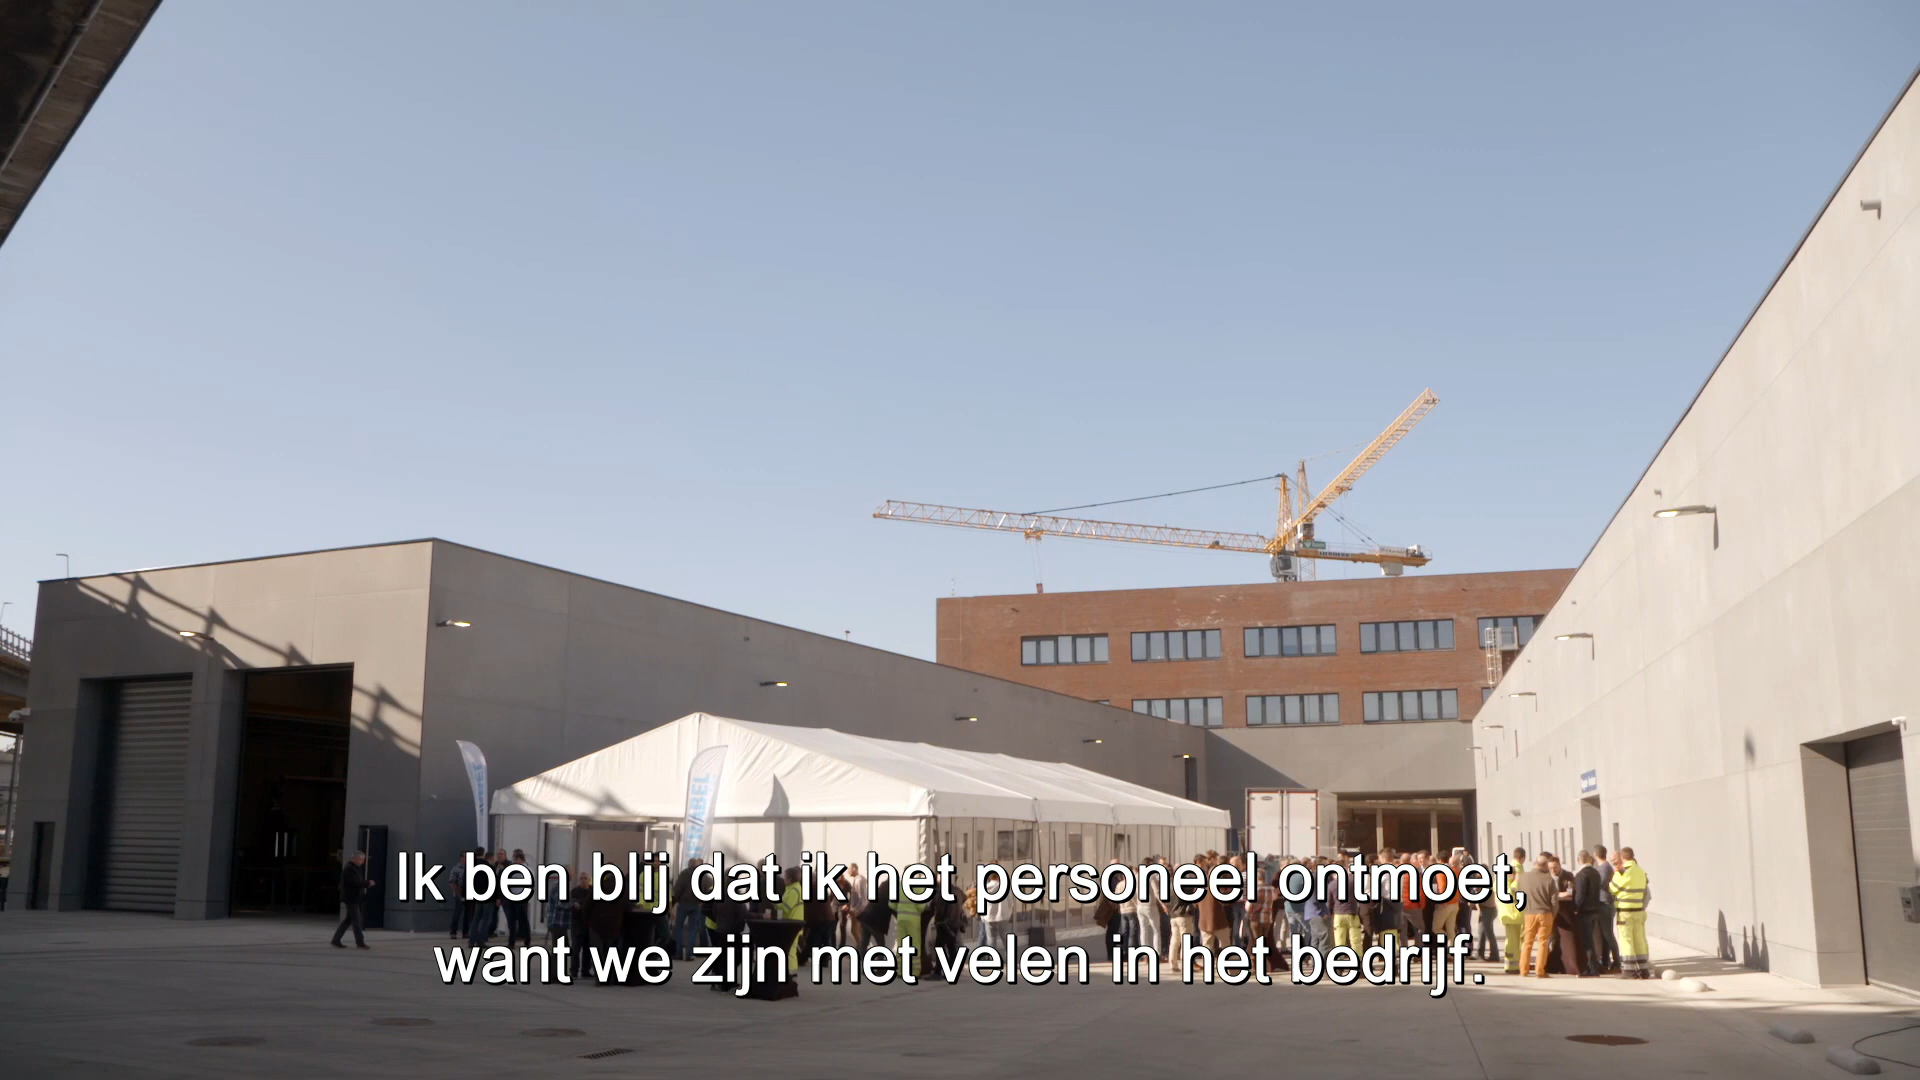 Ik ben blij dat ik het personeel ontmoet,
want we zijn met velen in het bedrijf.